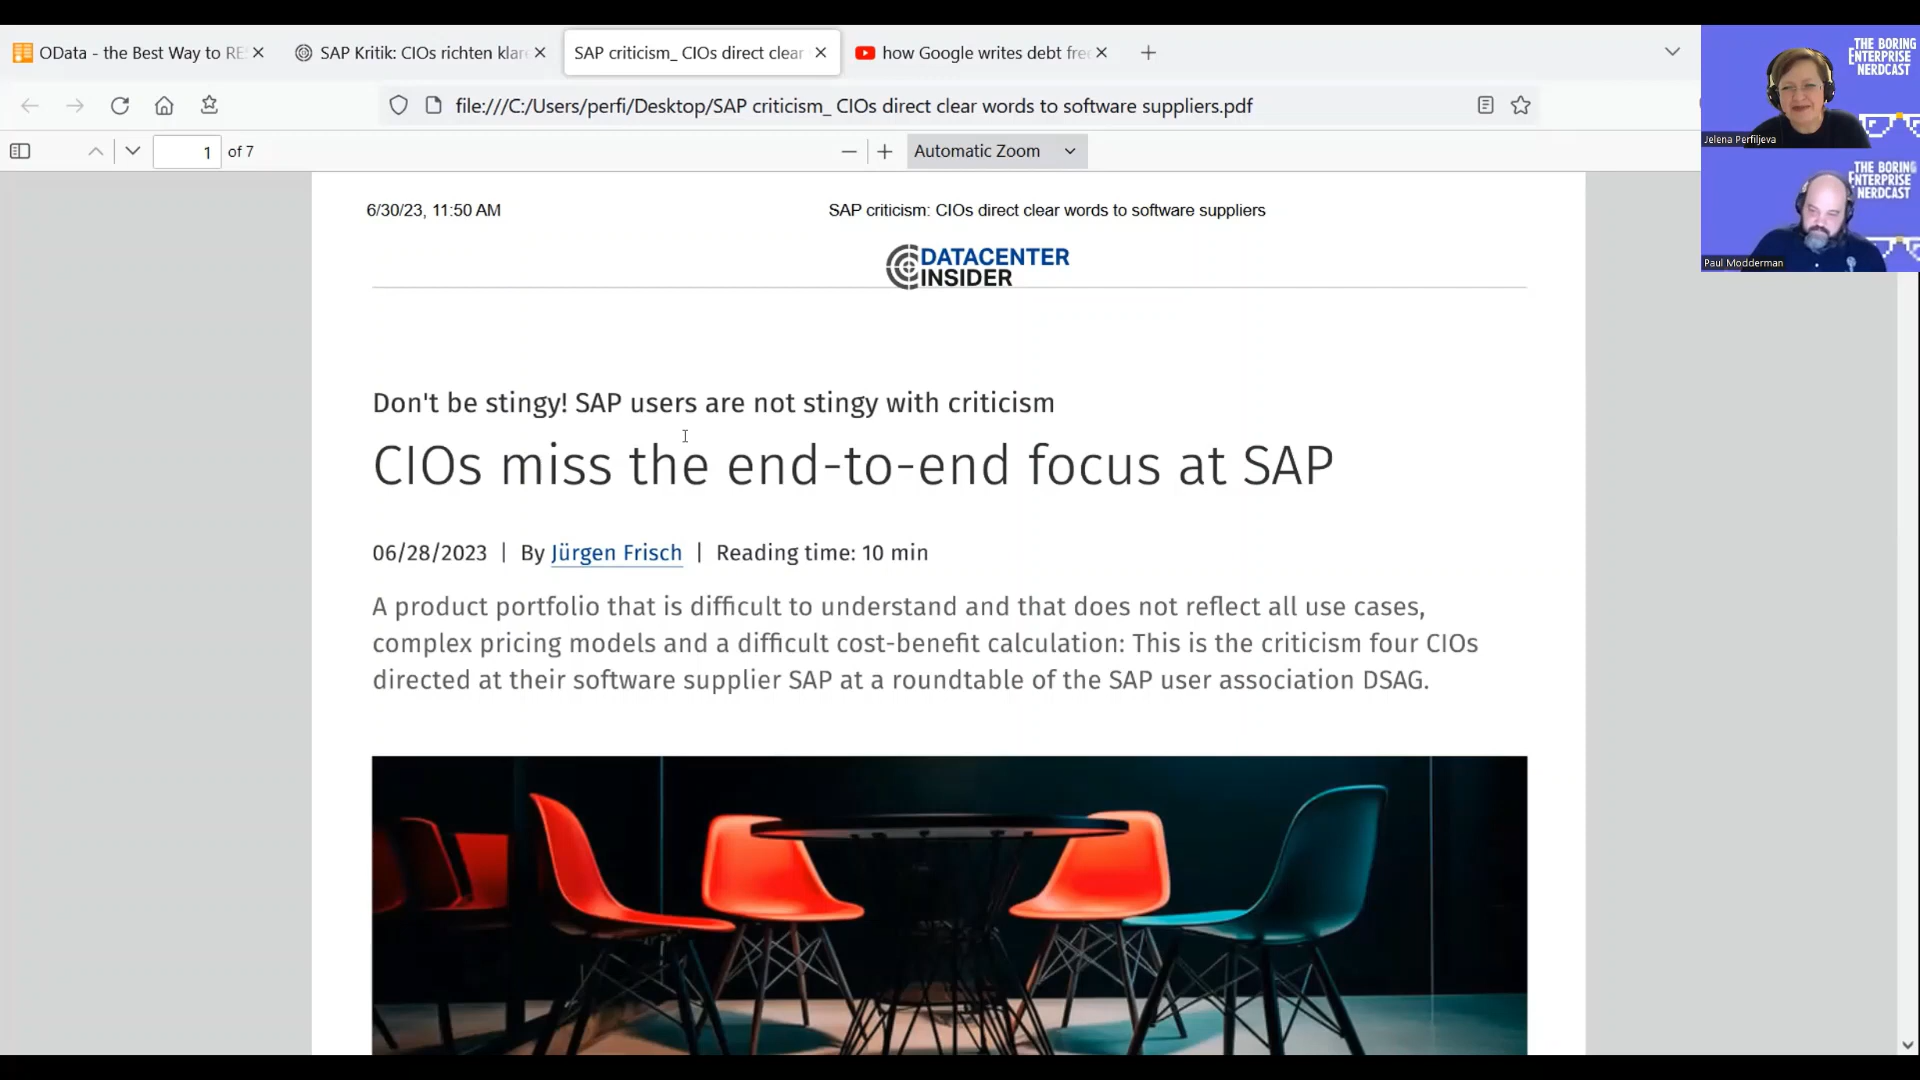 OData - the Best Way to RE
SAP Kritik: CIOs richten klare
SAP criticism_ CIOs direct clear
how Google writes debt free
file:///C:/Users/perfi/Desktop/SAP criticism_ CIOs direct clear words to software suppliers.pdf
1 of 7
Automatic Zoom
THE BORING
ENTERPRISE
NERDCAST
Jelena Perfiljeva
THE BORING
ENTERPRISE
NERDCAST
Paul Modderman
6/30/23, 11:50 AM
SAP criticism: CIOs direct clear words to software suppliers
DATACENTER
INSIDER
Don't be stingy! SAP users are not stingy with criticism
CIOs miss the end-to-end focus at SAP
06/28/2023 | By Jürgen Frisch | Reading time: 10 min
A product portfolio that is difficult to understand and that does not reflect all use cases,
complex pricing models and a difficult cost-benefit calculation: This is the criticism four CIOs
directed at their software supplier SAP at a roundtable of the SAP user association DSAG.